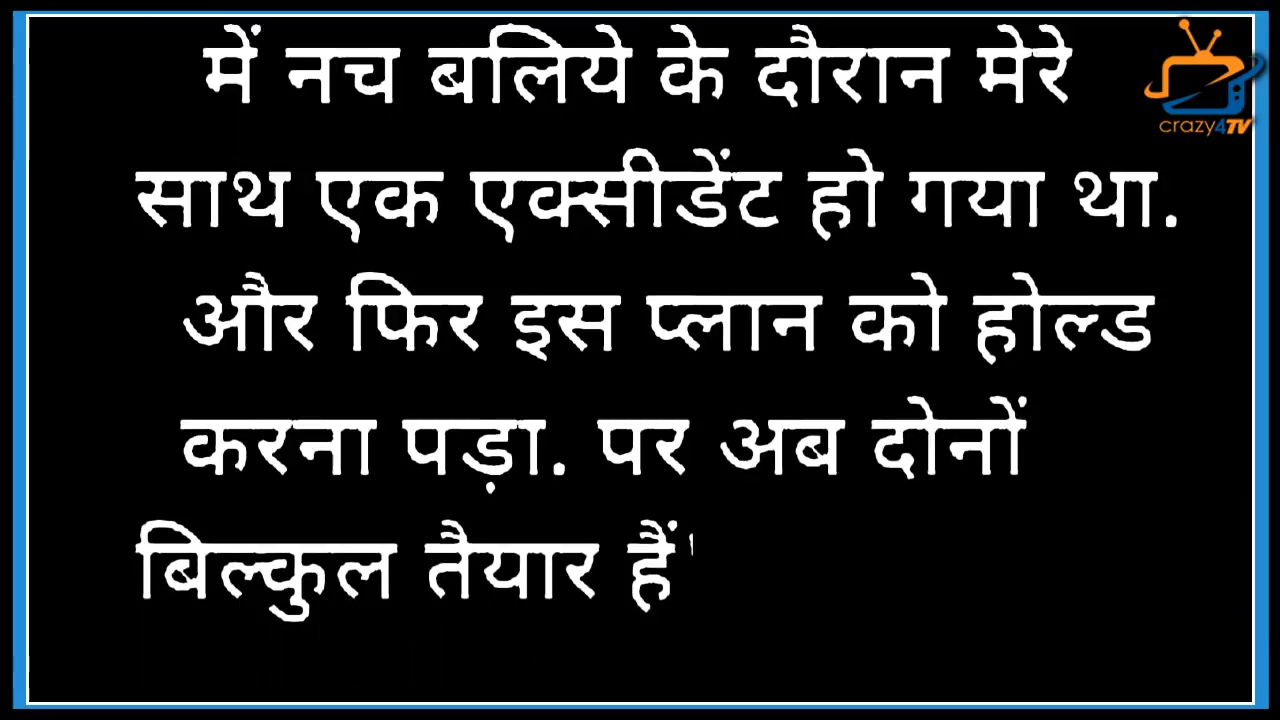 में नच बलिये के दौरान मेरे
crazy4TV
साथ एक एक्सीडेंट हो गया था.
और फिर इस प्लान को होल्ड
करना पड़ा. पर अब दोनों
बिल्कुल तैयार हैं'